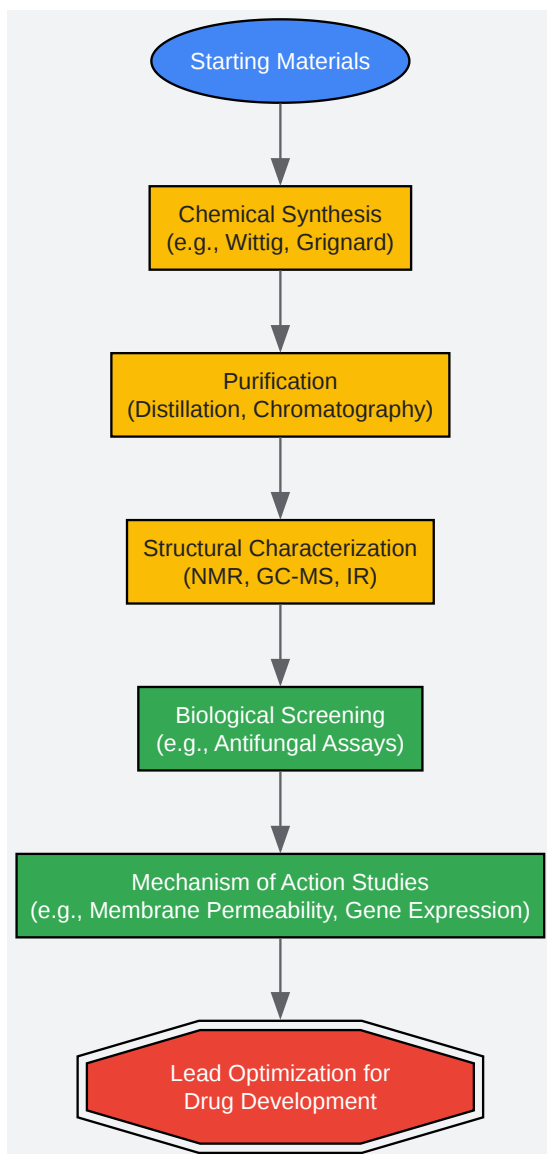 Starting Materials
Chemical Synthesis
(e.g., Wittig, Grignard)
Purification
(Distillation, Chromatography)
Structural Characterization
(NMR, GC-MS, IR)
Biological Screening
(e.g., Antifungal Assays)
Mechanism of Action Studies
(e.g., Membrane Permeability, Gene Expression)
Lead Optimization for
Drug Development